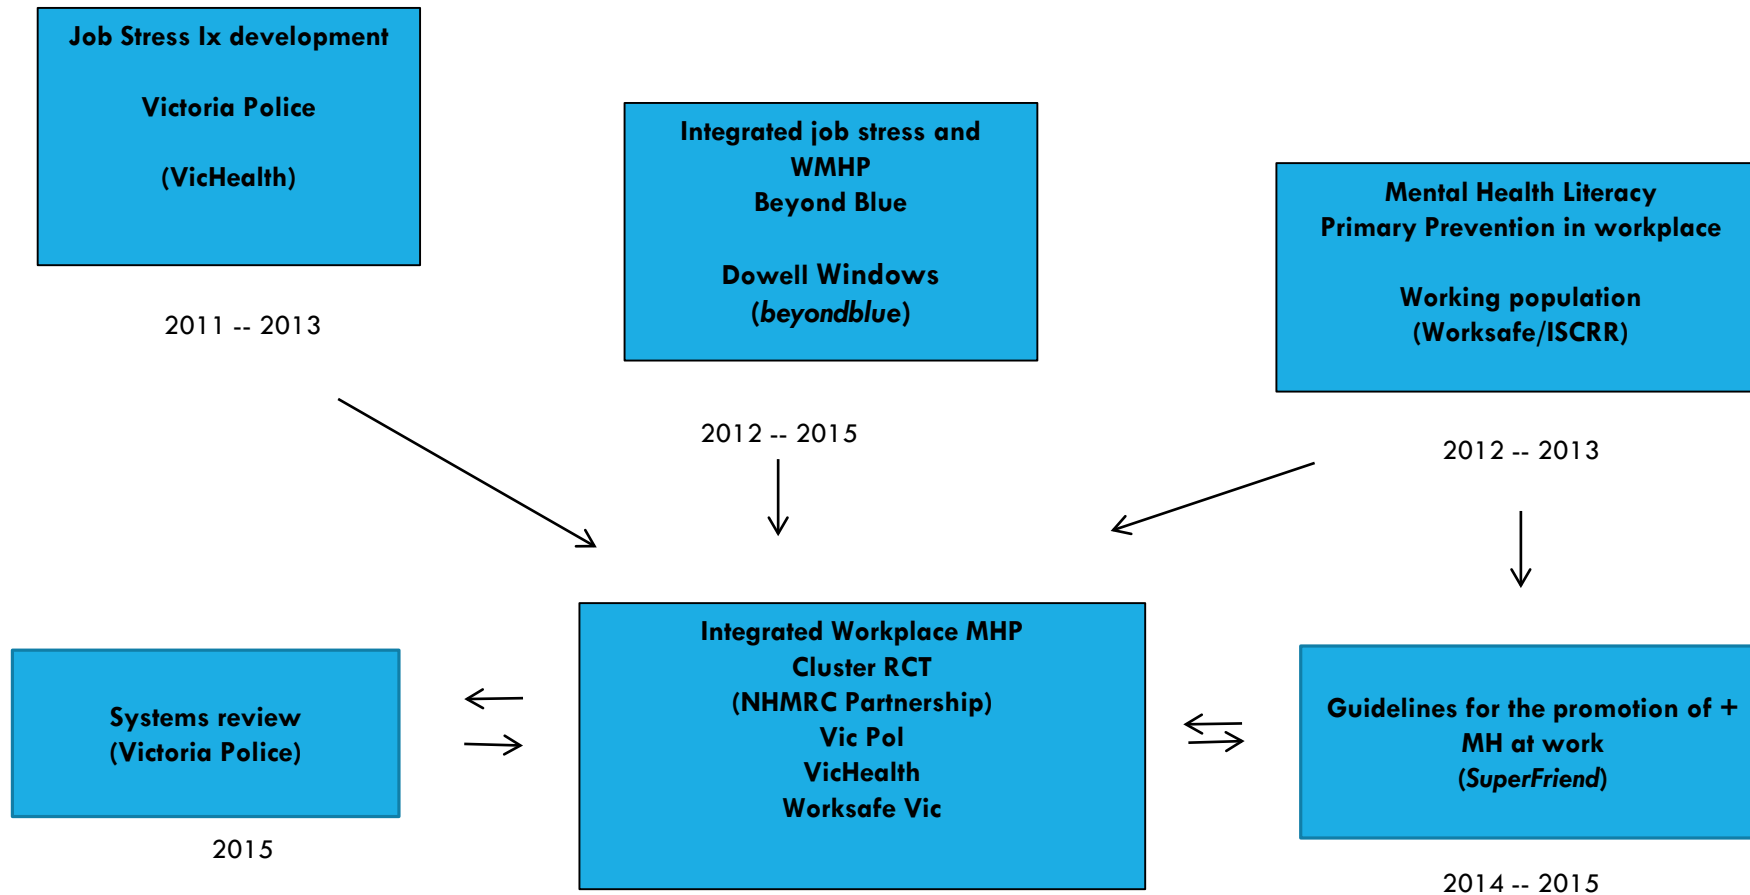 Job Stress Ix development
Victoria Police
(VicHealth)
2011 -- 2013
Integrated job stress and
WMHP
Beyond Blue
Dowell Windows
(beyondblue)
2012 -- 2015
Mental Health Literacy
Primary Prevention in workplace
Working population
(Worksafe/ISCRR)
2012 -- 2013
Systems review
(Victoria Police)
2015
Integrated Workplace MHP
Cluster RCT
(NHMRC Partnership)
Vic Pol
VicHealth
Worksafe Vic
Guidelines for the promotion of +
MH at work
(SuperFriend)
2014 -- 2015